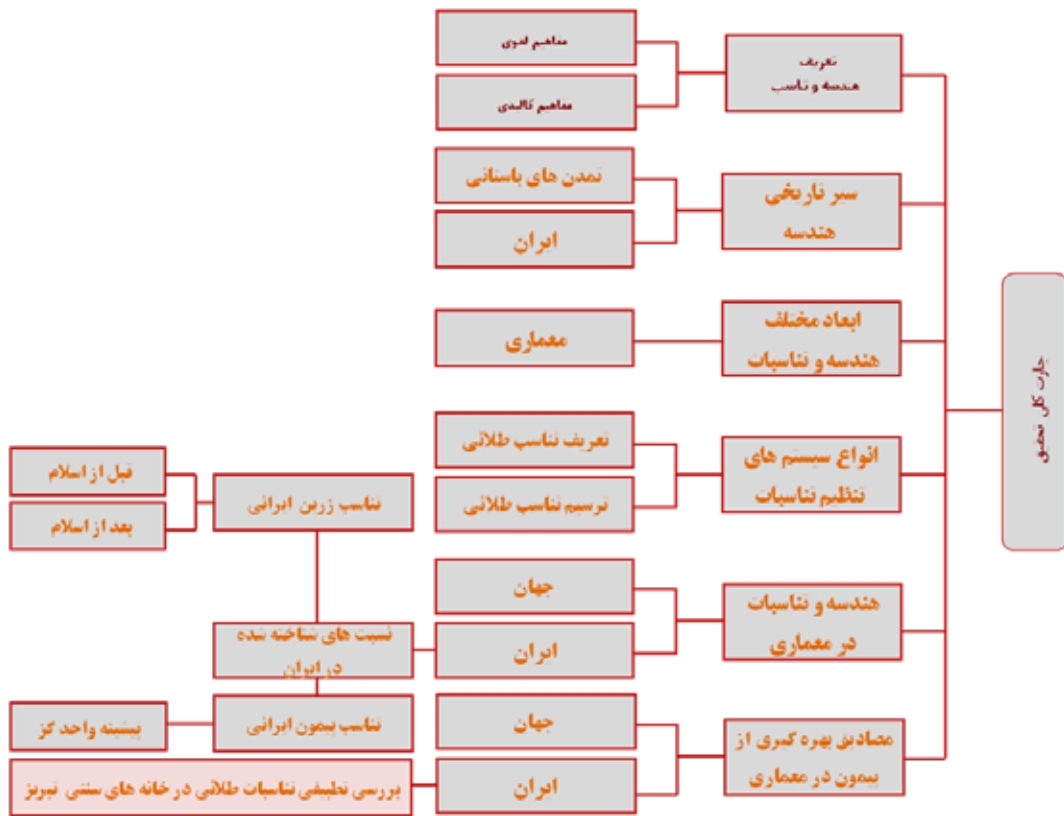 چارت کلی تحقیق
تعریف
هندسه و تناسب
مفاهیم لغوی
مفاهیم کالبدی
سیر تاریخی
هندسه
تمدن های باستانی
ایران
ابعاد مختلف
هندسه و تناسبات
معماری
انواع سیستم های
تنظیم تناسبات
تعریف تناسب طلائی
ترسیم تناسب طلائی
هندسه و تناسبات
در معماری
جهان
ایران
نسبت های شناخته شده
در ایران
تناسب زرین ایرانی
قبل از اسلام
بعد از اسلام
تناسب پیمون ایرانی
پیشینه واحد گز
مصادیق بهره گیری از
پیمون در معماری
جهان
ایران
بررسی تطبیقی تناسبات طلائی در خانه های سنتی تبریز